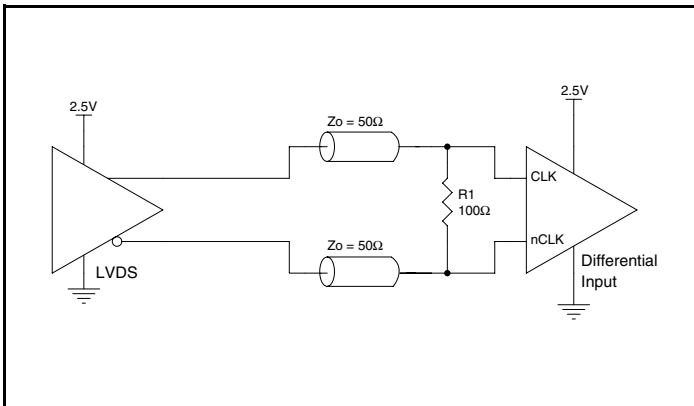 2.5V
2.5V
Zo = 50Ω
CLK
R1
100Ω
nCLK
Zo = 50Ω
LVDS
Differential
Input